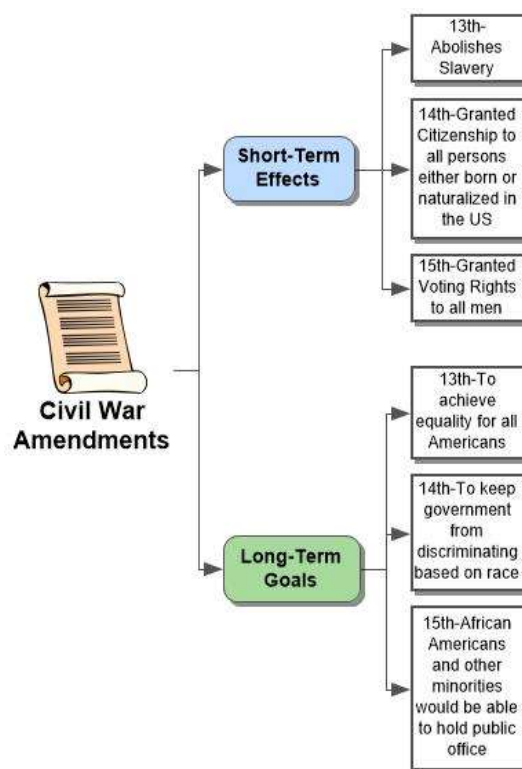 Civil War
Amendments
Short-Term
Effects
13th-
Abolishes
Slavery
14th-Granted
Citizenship to
all persons
either born or
naturalized in
the US
15th-Granted
Voting Rights
to all men
Long-Term
Goals
13th-To
achieve
equality for all
Americans
14th-To keep
government
from
discriminating
based on race
15th-African
Americans
and other
minorities
would be able
to hold public
office